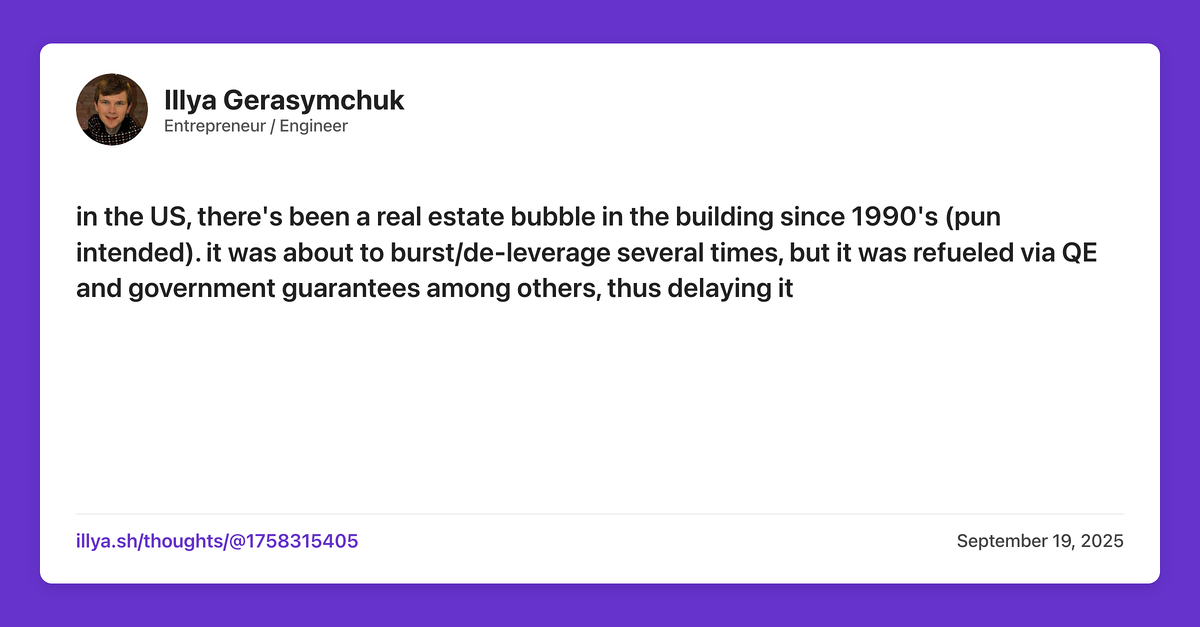 Illya Gerasymchuk
Entrepreneur / Engineer
in the US, there's been a real estate bubble in the building since 1990's (pun
intended). it was about to burst/de-leverage several times, but it was refueled via QE
and government guarantees among others, thus delaying it
illya.sh/thoughts/@1758315405
September 19, 2025